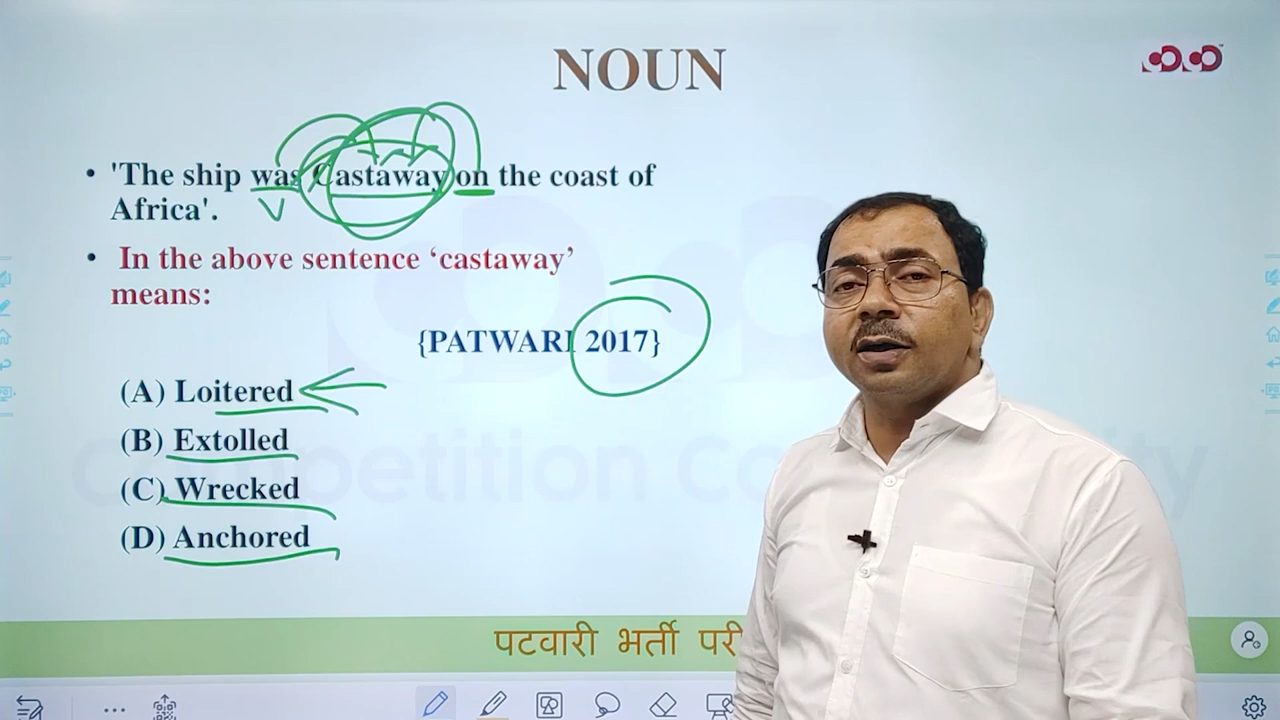 NOUN
• 'The ship was Castaway on the coast of
Africa'.
• In the above sentence ‘castaway’
means:
{PATWARI 2017}
(A) Loitered
(B) Extolled
(C) Wrecked
(D) Anchored
पटवारी भर्ती परी